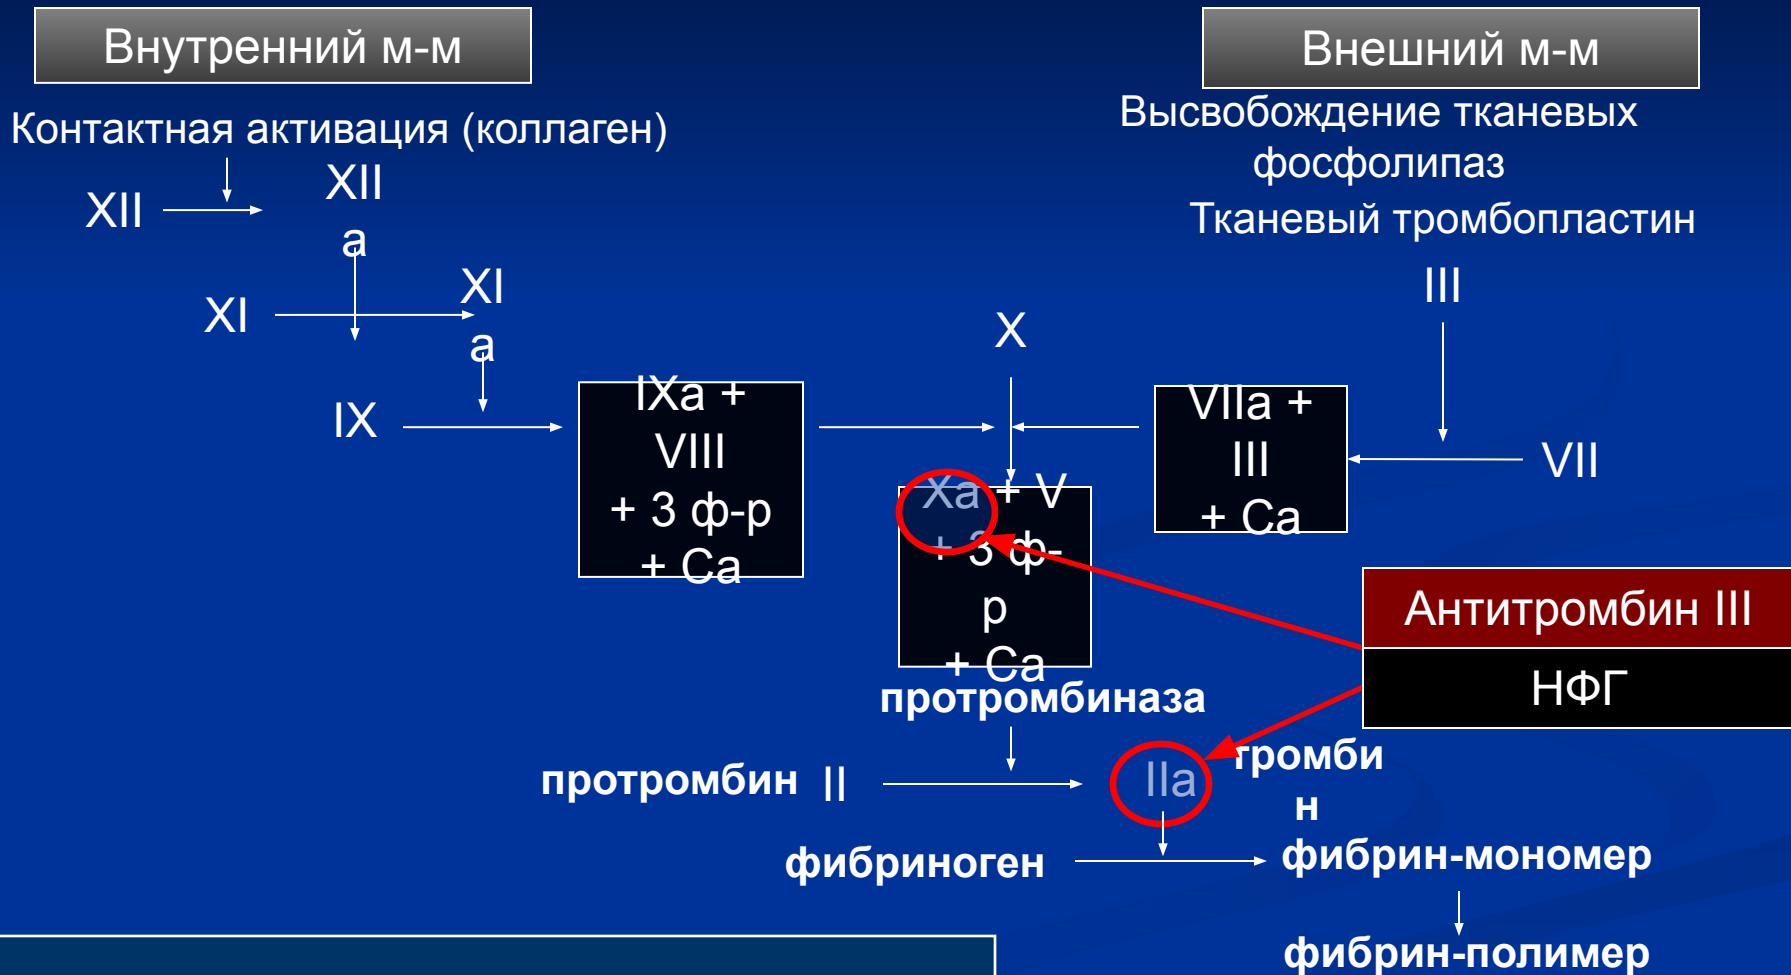 Внутренний м-м
Внешний м-м
Контактная активация (коллаген)
Высвобождение тканевых
фосфолипаз
XII
XII
а
Тканевый тромбопластин
XI
XI
а
III
X
IX
IXa +
VIII
+ 3 ф-р
+ Ca
VIIa +
III
+ Ca
VII
Xa + V
+ 3 ф-
р
+ Ca
Антитромбин III
НФГ
протромбиназа
протромбин II
IIa
тромби
н
фибриноген
фибрин-мономер
фибрин-полимер